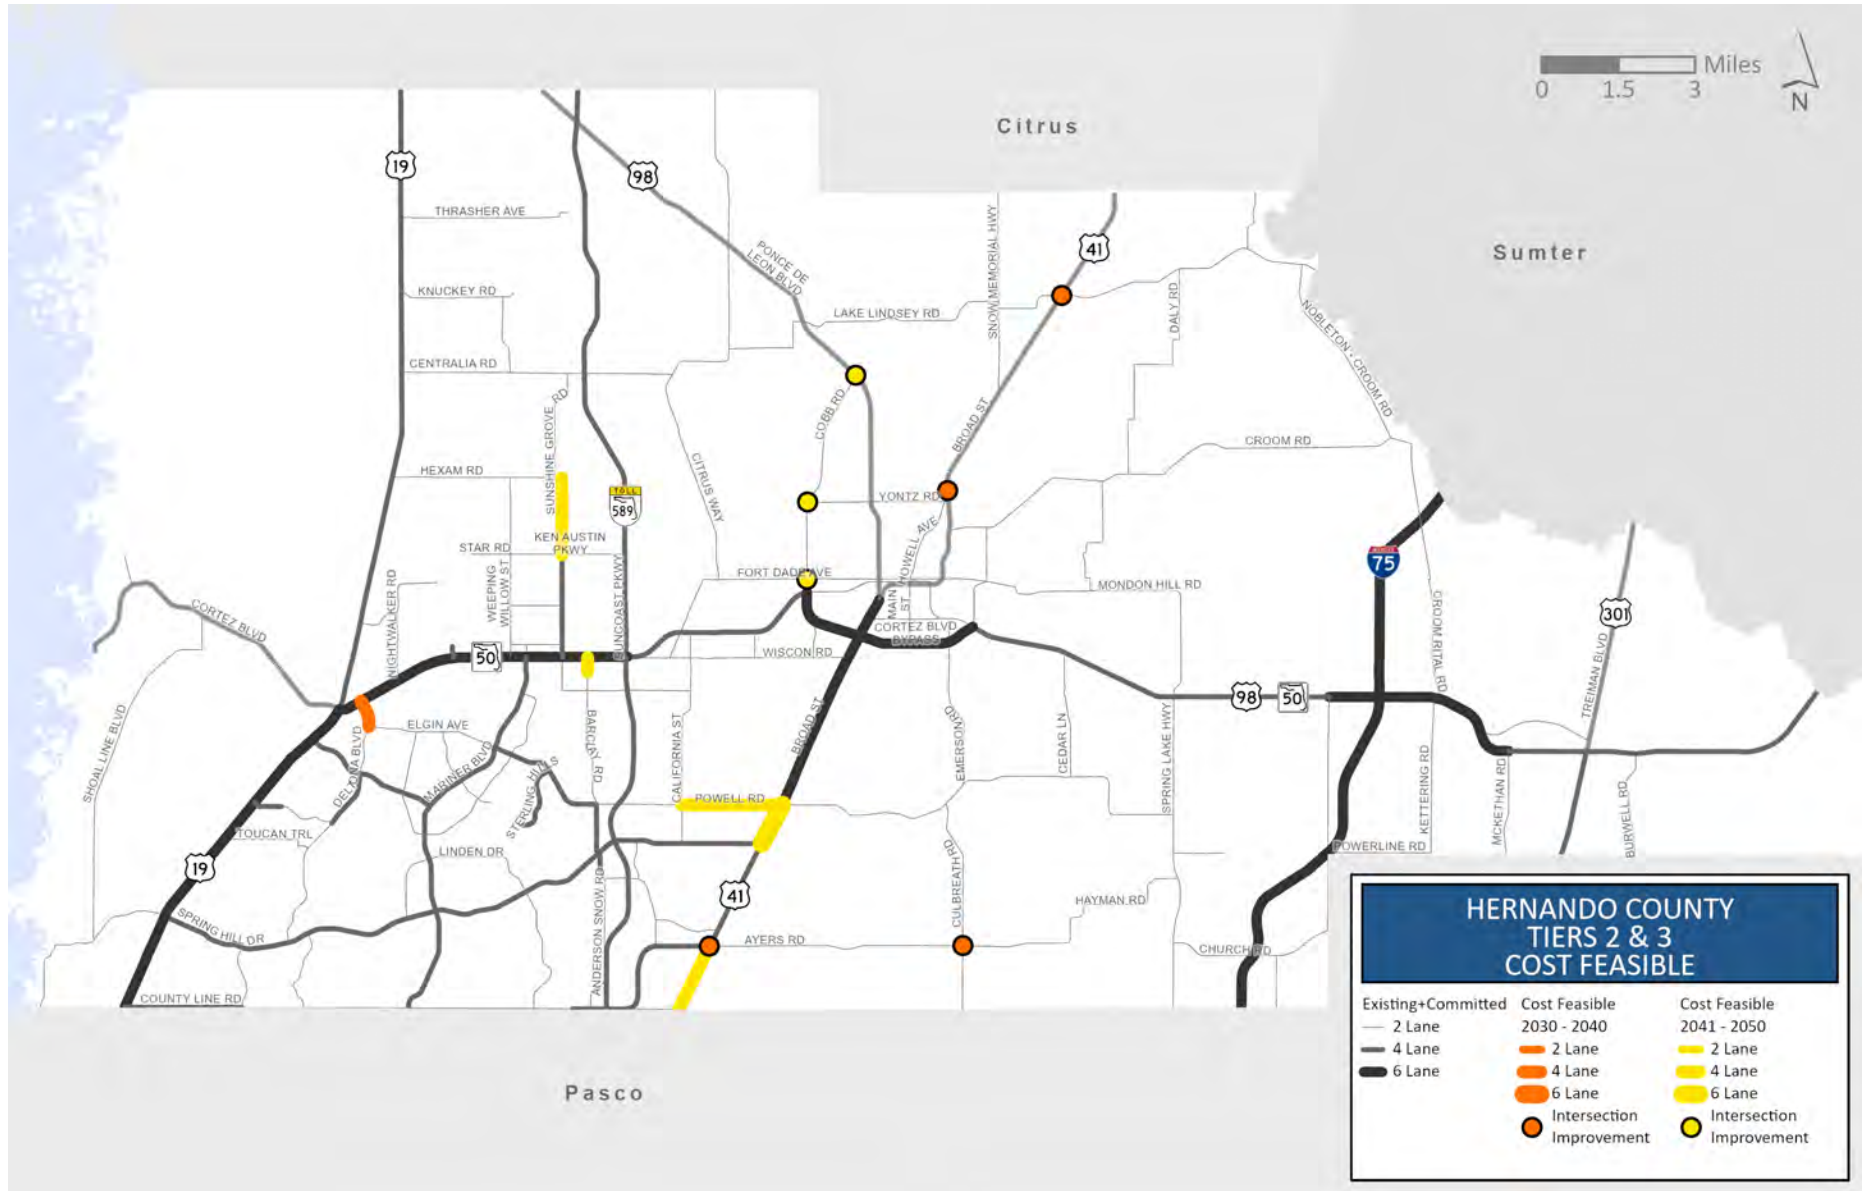 Miles
0 1.5 3
N
Citrus
Sumter
19
98
THRASHER AVE
PONCE DE
LEON BLVD
SNOW MEMORIAL HWY
41
KNUCKEY RD
LAKE LINDSEY RD
DALY RD
NOBLETON - CROOM RD
CENTRALIA RD
SUNSHINE GROVE RD
COBB RD
BROAD ST
CROOM RD
HEXAM RD
CITRUS WAY
TOLL
589
YONTZ RD
KEN AUSTIN
PKWY
STAR RD
WEEPING
WILLOW ST
SUNCOAST PKWY
FORT DADE AVE
HOWELL AVE
MAIN
ST
MONDON HILL RD
75
CROOM RITAL RD
301
TREIMAN BLVD
CORTEZ BLVD
NIGHTWALKER RD
50
CORTEZ BLVD
BYPASS
WISCON RD
98
50
SHOAL LINE BLVD
ELGIN AVE
DELTONA BLVD
MARINER BLVD
STERLING HILLS
BARCLAY RD
CALIFORNIA ST
BROAD ST
EMERSON RD
CEDAR LN
SPRING LAKE HWY
KETTERING RD
MCKETHAN RD
BURWELL RD
POWELL RD
TOUCAN TRL
LINDEN DR
POWERLINE RD
19
41
CULBREATH RD
HAYMAN RD
SPRING HILL DR
ANDERSON SNOW RD
AYERS RD
CHURCH RD
COUNTY LINE RD
Pasco
HERNANDO COUNTY
TIERS 2 & 3
COST FEASIBLE
Existing+Committed
2 Lane
4 Lane
6 Lane
Cost Feasible
2030 - 2040
2 Lane
4 Lane
6 Lane
Intersection
Improvement
Cost Feasible
2041 - 2050
2 Lane
4 Lane
6 Lane
Intersection
Improvement